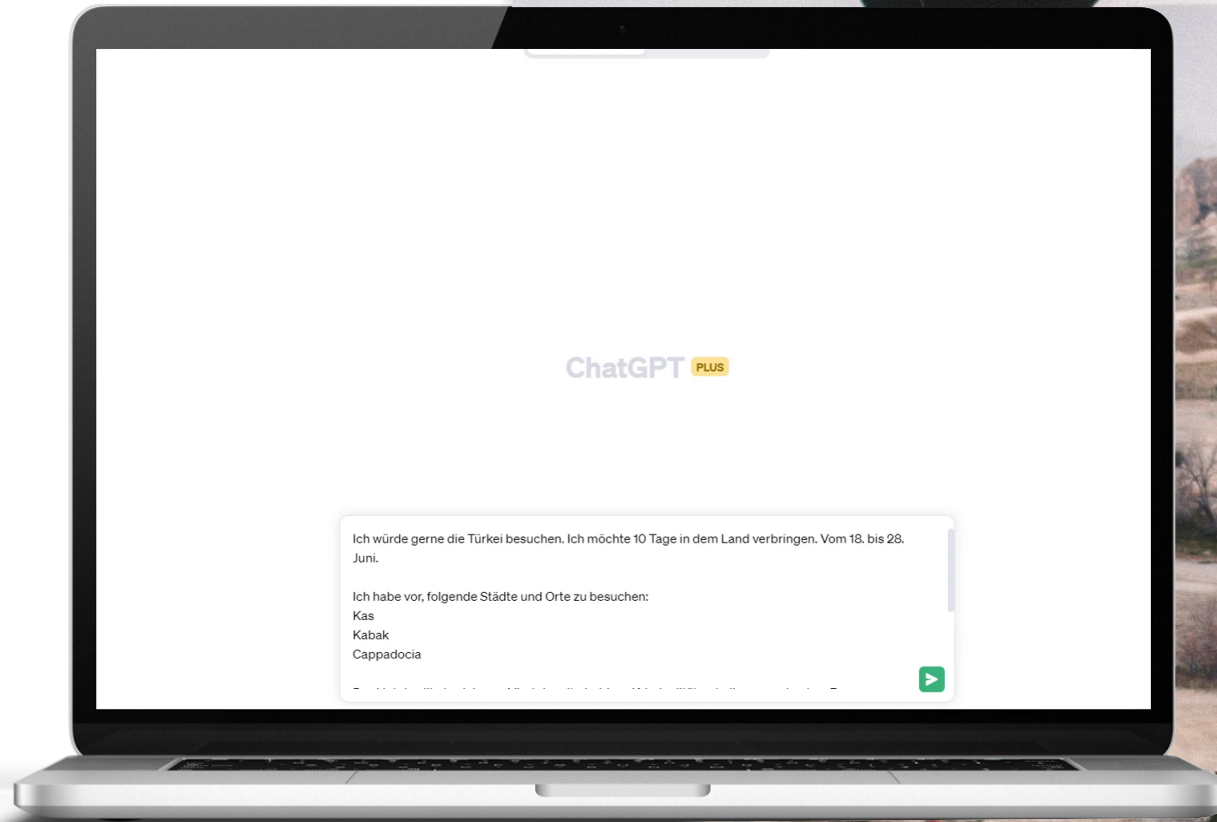 ChatGPT PLUS
Ich würde gerne die Türkei besuchen. Ich möchte 10 Tage in dem Land verbringen. Vom 18. bis 28.
Juni.
Ich habe vor, folgende Städte und Orte zu besuchen:
Kas
Kabak
Cappadocia